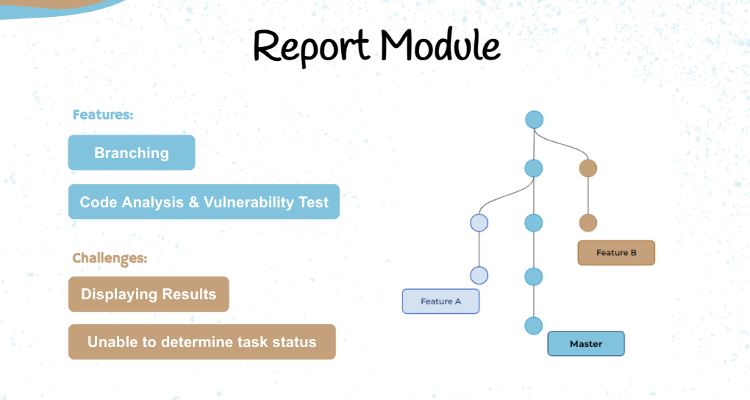 Report Module
Features:
Branching
Code Analysis & Vulnerability Test
Challenges:
Displaying Results
Unable to determine task status
Feature B
Feature A
Master